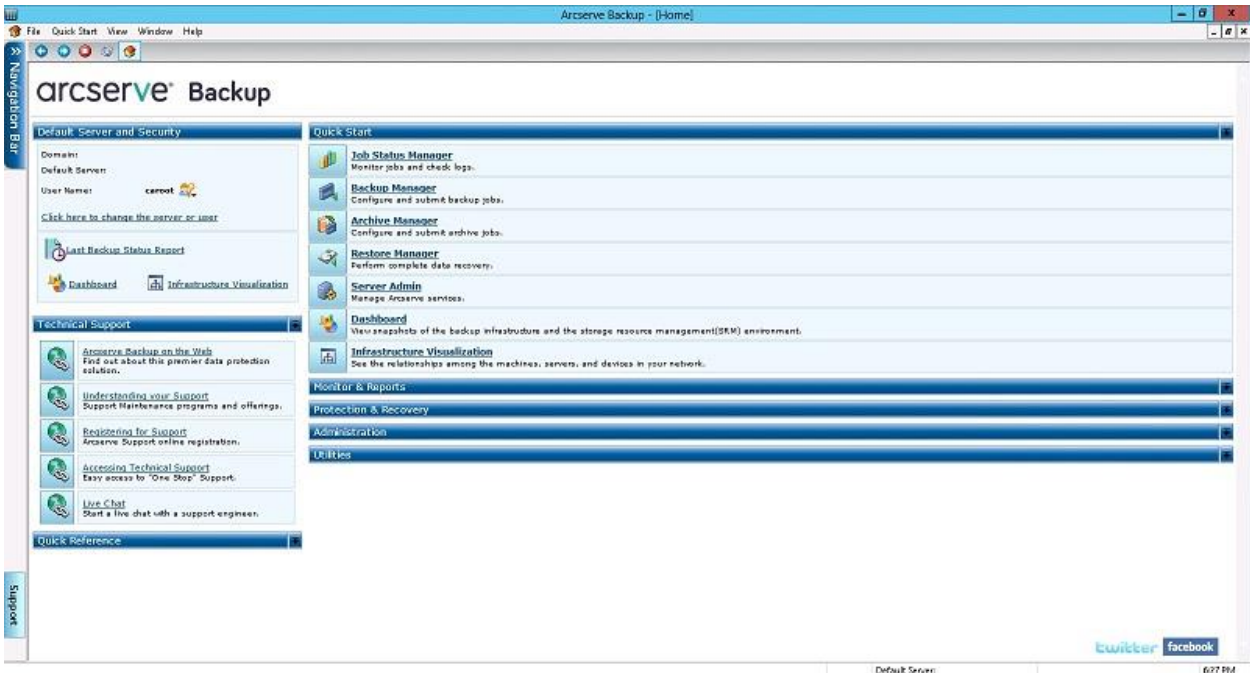 Arcserve Backup - [Home]
File Quick Start View Window Help
Navigation Bar
arcserve® Backup
Default Server and Security
Domain:
Default Server:
User Name: caroot
Click here to change the server or user
Last Backup Status Report
Dashboard Infrastructure Visualization
Technical Support
Arcserve Backup on the Web
Find out about this premier data protection
solution.
Understanding your Support
Support Maintenance programs and offerings.
Registering for Support
Arcserve Support online registration.
Accessing Technical Support
Easy access to "One Stop" Support.
Live Chat
Start a live chat with a support engineer.
Quick Reference
Quick Start
Job Status Manager
Monitor jobs and check logs.
Backup Manager
Configure and submit backup jobs.
Archive Manager
Configure and submit archive jobs.
Restore Manager
Perform complete data recovery.
Server Admin
Manage Arcserve services.
Dashboard
View snapshots of the backup infrastructure and the storage resource management(SRM) environment.
Infrastructure Visualization
See the relationships among the machines, servers, and devices in your network.
Monitor & Reports
Protection & Recovery
Administration
Utilities
Support
twitter facebook
Default Server: 6:27 PM